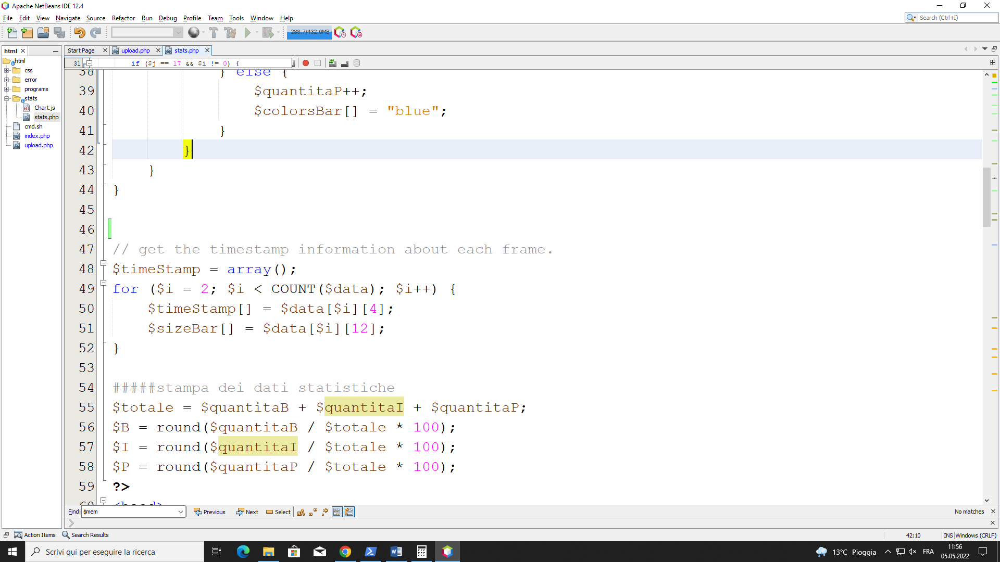 Apache NetBeans IDE 12.4
File Edit View Navigate Source Refactor Run Debug Profile Team Tools Window Help
Search (Ctrl+I)
288.7/432.0MB
html
Start Page upload.php stats.php
html
css
error
programs
stats
Chart.js
stats.php
cmd.sh
index.php
upload.php
31 if ($j == 17 && $i != 0) {
38 } else {
39 $quantitaP++;
40 $colorsBar[] = "blue";
41 }
42 }
43 }
44 }
45
46
47 // get the timestamp information about each frame.
48 $timeStamp = array();
49 for ($i = 2; $i < COUNT($data); $i++) {
50 $timeStamp[] = $data[$i][4];
51 $sizeBar[] = $data[$i][12];
52 }
53
54 #####stampa dei dati statistiche
55 $totale = $quantitaB + $quantitaI + $quantitaP;
56 $B = round($quantitaB / $totale * 100);
57 $I = round($quantitaI / $totale * 100);
58 $P = round($quantitaP / $totale * 100);
59 ?>
60 <head>
Find: $mem Previous Next Select No matches
Action Items Search Results 42:10 INS Windows (CRLF)
Scrivi qui per eseguire la ricerca 13°C Pioggia FRA 11:56
05.05.2022